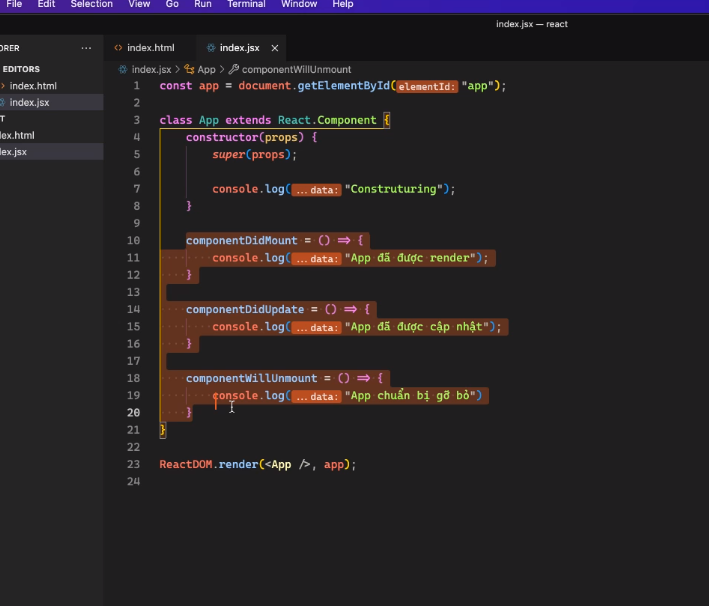 File Edit Selection View Go Run Terminal Window Help
index.jsx — react
ORER ...
index.html
index.jsx ×
EDITORS
index.html
index.jsx
T
ex.html
ex.jsx
index.jsx > App > componentWillUnmount
1 const app = document.getElementById(elementId: "app");
2
3 class App extends React.Component {
4 constructor(props) {
5 super(props);
6
7 console.log(...data: "Construturing");
8 }
9
10 componentDidMount = () => {
11 console.log(...data: "App đã được render");
12 }
13
14 componentDidUpdate = () => {
15 console.log(...data: "App đã được cập nhật");
16 }
17
18 componentWillUnmount = () => {
19 console.log(...data: "App chuẩn bị gỡ bỏ")
20 }
21 }
22
23 ReactDOM.render(<App />, app);
24